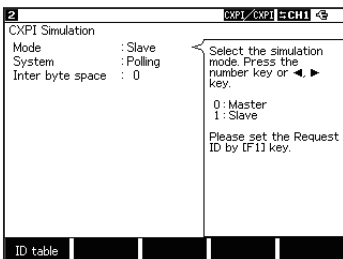 2
CXPI/CXPI CH1
CXPI Simulation
Mode : Slave
System : Polling
Inter byte space : 0
Select the simulation
mode. Press the
number key or ◄, ►
key.
0 : Master
1 : Slave
Please set the Request
ID by [F1] key.
ID table